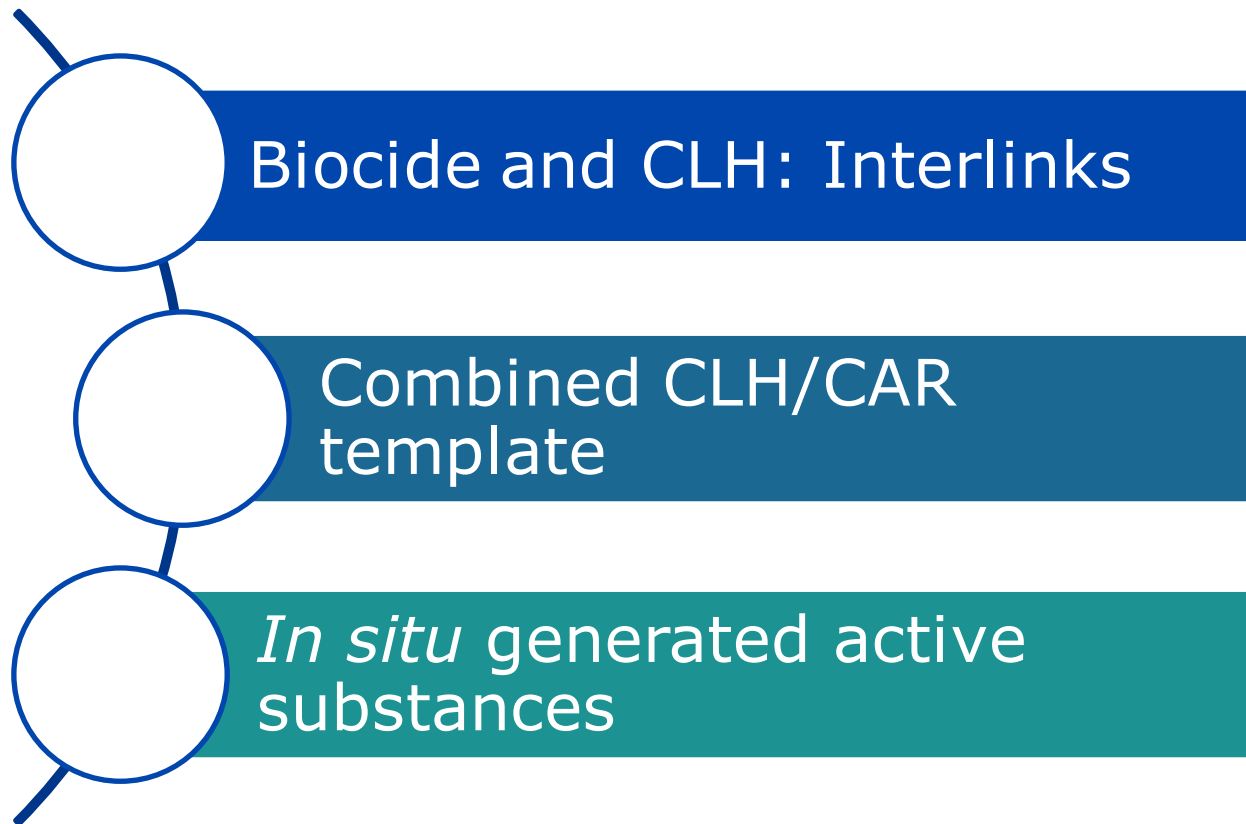 Biocide and CLH: Interlinks
Combined CLH/CAR
template
In situ generated active
substances